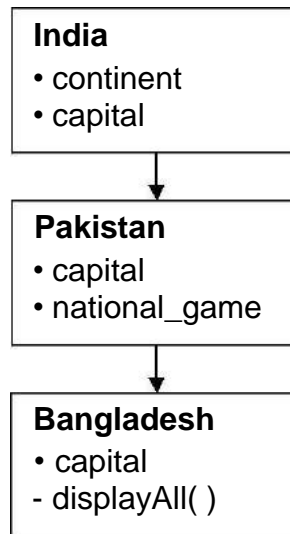 India
• continent
• capital
Pakistan
• capital
• national_game
Bangladesh
• capital
- displayAll( )